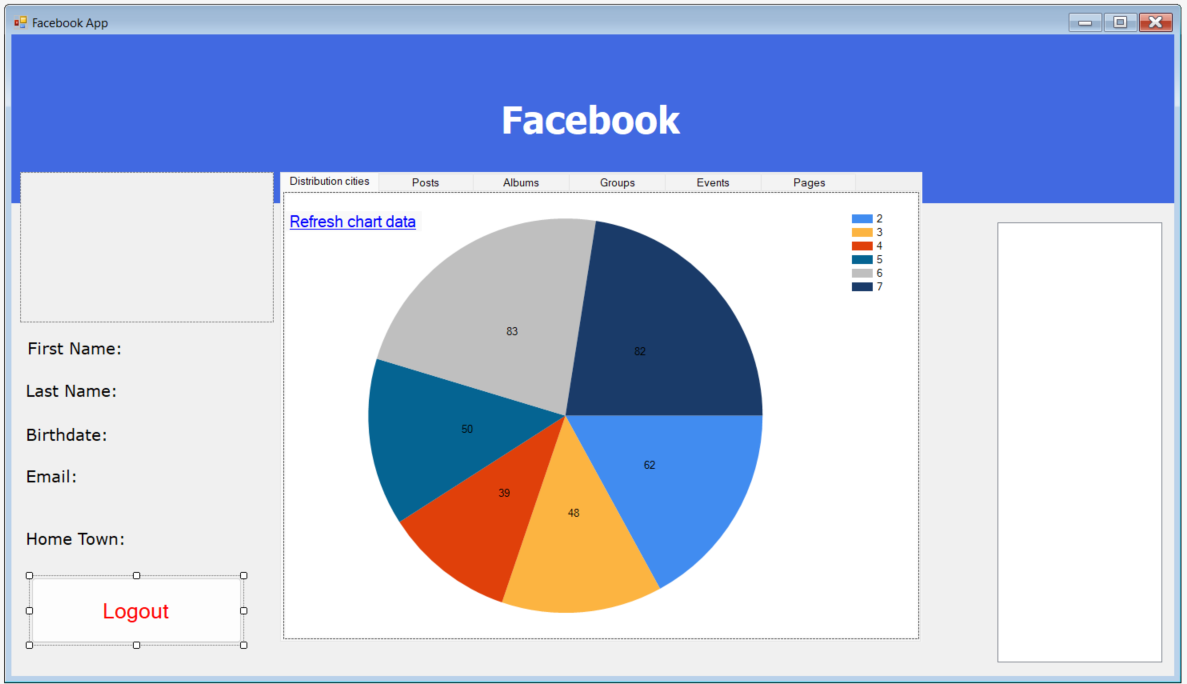 Facebook App
Facebook
Distribution cities
Posts
Albums
Groups
Events
Pages
Refresh chart data
2
3
4
5
6
7
83
82
50
62
39
48
First Name:
Last Name:
Birthdate:
Email:
Home Town:
Logout